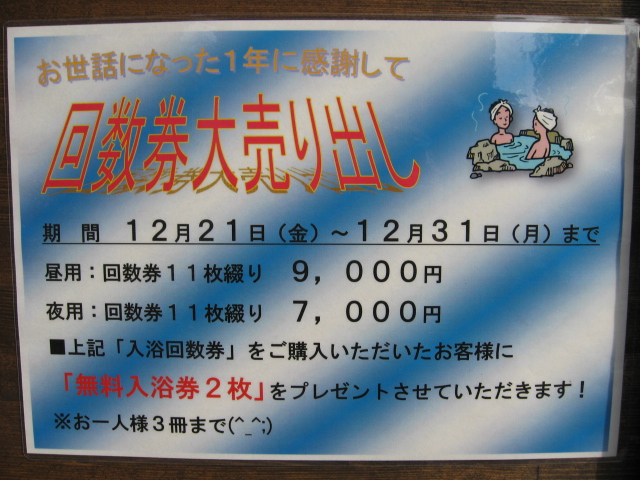 お世話になった1年に感謝して
回数券大売り出し
期　間　１２月２１日（金）～１２月３１日（月）まで
昼用：回数券１１枚綴り　９，０００円
夜用：回数券１１枚綴り　７，０００円
■上記「入浴回数券」をご購入いただいたお客様に
「無料入浴券２枚」をプレゼントさせていただきます！
※お一人様３冊まで(^_^;)